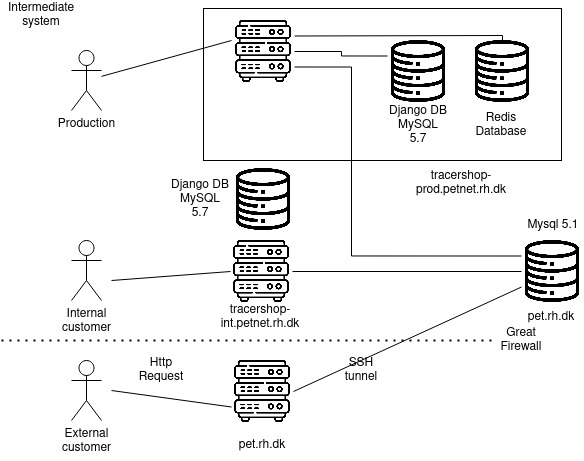 Intermediate
system
Production
Django DB
MySQL
5.7
Redis
Database
tracershop-
prod.petnet.rh.dk
Django DB
MySQL
5.7
Mysql 5.1
Internal
customer
tracershop-
int.petnet.rh.dk
pet.rh.dk
Great
Firewall
Http
Request
SSH
tunnel
External
customer
pet.rh.dk